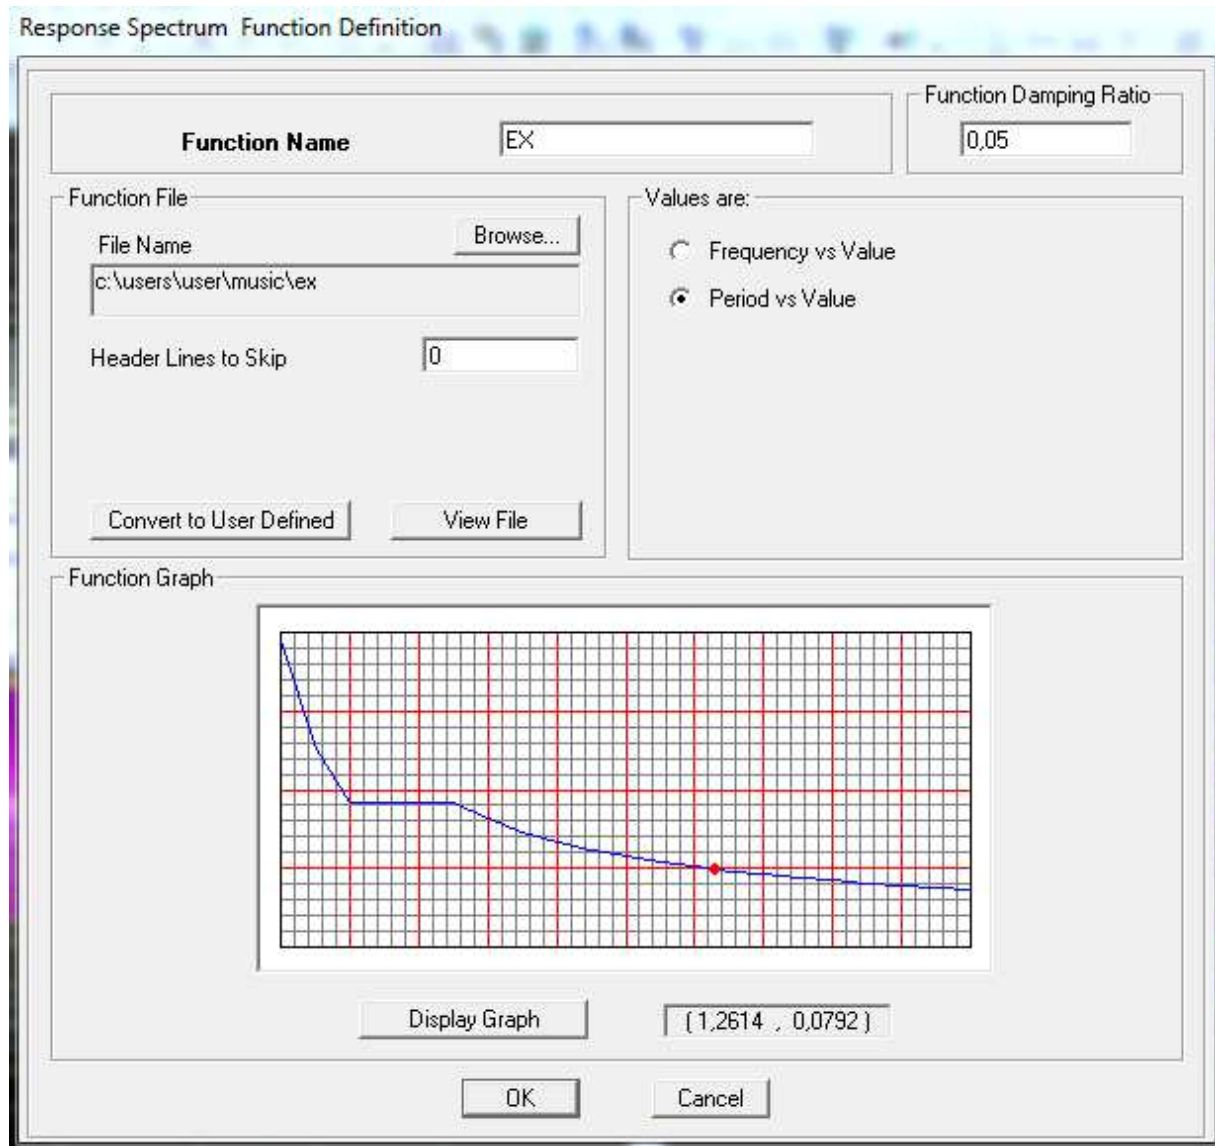 Response Spectrum Function Definition
Function Damping Ratio
Function Name EX 0,05
Function File Values are:
File Name Browse... Frequency vs Value
c:\users\user\music\ex Period vs Value
Header Lines to Skip 0
Convert to User Defined View File
Function Graph
Display Graph ( 1,2614 , 0,0792 )
OK Cancel